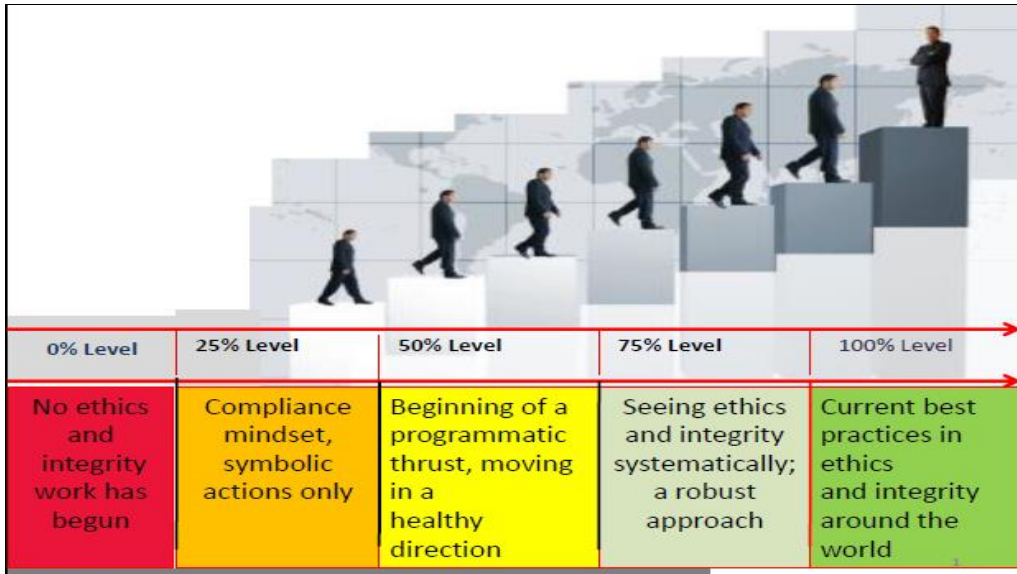 0% Level
25% Level
50% Level
75% Level
100% Level
No ethics
and
integrity
work has
begun
Compliance
mindset,
symbolic
actions only
Beginning of a
programmatic
thrust, moving
in a
healthy
direction
Seeing ethics
and integrity
systematically;
a robust
approach
Current best
practices in
ethics
and integrity
around the
world
1